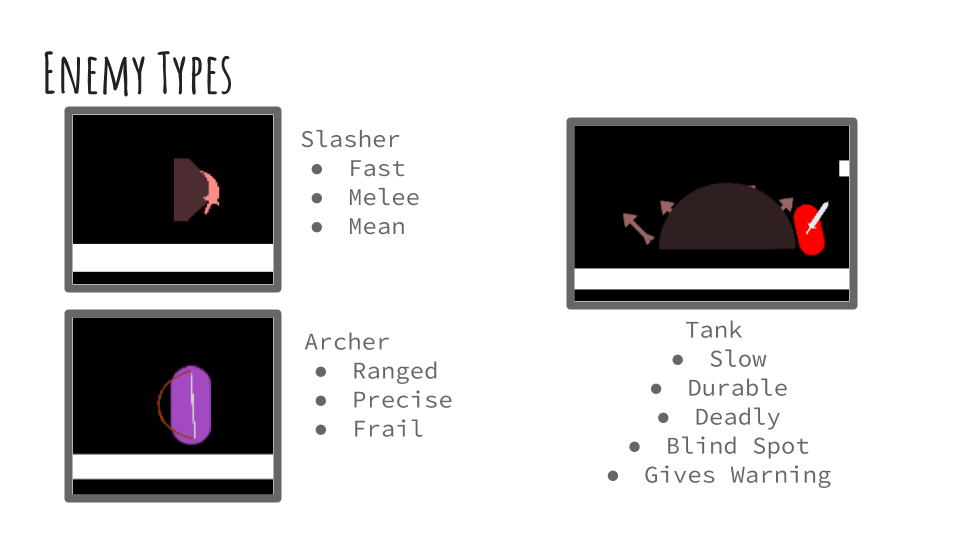 Enemy Types
Slasher
● Fast
● Melee
● Mean
Archer
● Ranged
● Precise
● Frail
Tank
● Slow
● Durable
● Deadly
● Blind Spot
● Gives Warning